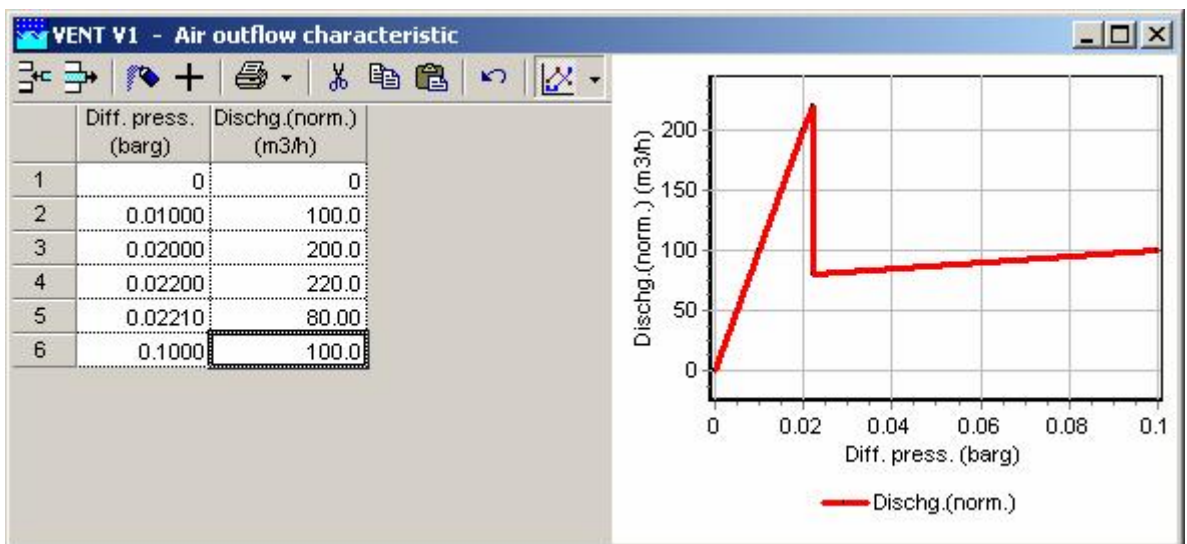 VENT V1 - Air outflow characteristic
Diff. press. (barg) Dischg.(norm.) (m3/h)
1 0 0
2 0.01000 100.0
3 0.02000 200.0
4 0.02200 220.0
5 0.02210 80.00
6 0.1000 100.0
Dischg.(norm.) (m3/h)
200
150
100
50
0
0 0.02 0.04 0.06 0.08 0.1
Diff. press. (barg)
Dischg.(norm.)